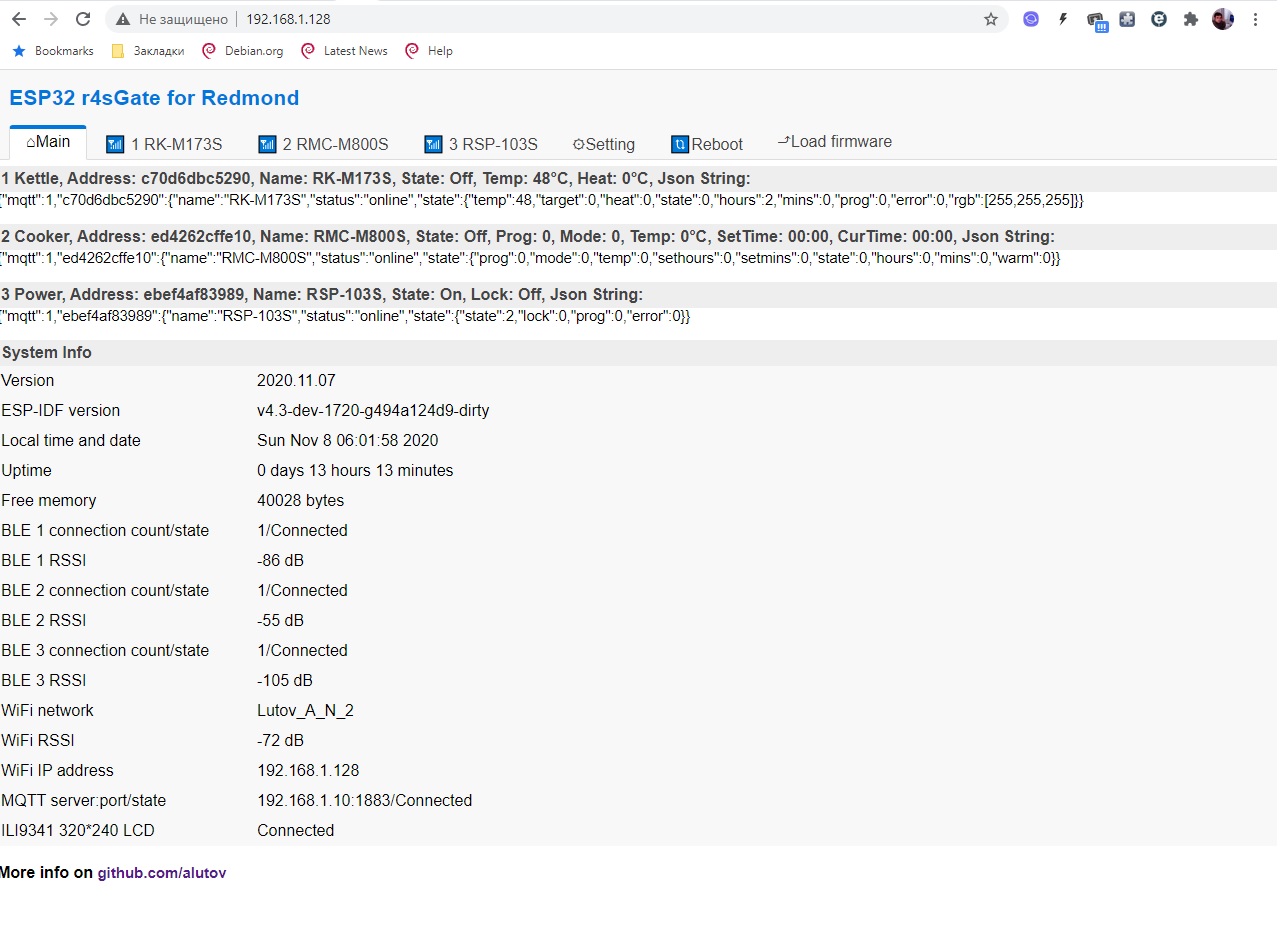 Не защищено | 192.168.1.128
Bookmarks Закладки Debian.org Latest News Help
ESP32 r4sGate for Redmond
⌂Main 1 RK-M173S 2 RMC-M800S 3 RSP-103S ⚙Setting Reboot Load firmware
1 Kettle, Address: c70d6dbc5290, Name: RK-M173S, State: Off, Temp: 48°C, Heat: 0°C, Json String:
{"mqtt":1,"c70d6dbc5290":{"name":"RK-M173S","status":"online","state":{"temp":48,"target":0,"heat":0,"state":0,"hours":2,"mins":0,"prog":0,"error":0,"rgb":[255,255,255]}}
2 Cooker, Address: ed4262cffe10, Name: RMC-M800S, State: Off, Prog: 0, Mode: 0, Temp: 0°C, SetTime: 00:00, CurTime: 00:00, Json String:
{"mqtt":1,"ed4262cffe10":{"name":"RMC-M800S","status":"online","state":{"prog":0,"mode":0,"temp":0,"sethours":0,"setmins":0,"state":0,"hours":0,"mins":0,"warm":0}}
3 Power, Address: ebef4af83989, Name: RSP-103S, State: On, Lock: Off, Json String:
{"mqtt":1,"ebef4af83989":{"name":"RSP-103S","status":"online","state":{"state":2,"lock":0,"prog":0,"error":0}}
System Info
Version 2020.11.07
ESP-IDF version v4.3-dev-1720-g494a124d9-dirty
Local time and date Sun Nov 8 06:01:58 2020
Uptime 0 days 13 hours 13 minutes
Free memory 40028 bytes
BLE 1 connection count/state 1/Connected
BLE 1 RSSI -86 dB
BLE 2 connection count/state 1/Connected
BLE 2 RSSI -55 dB
BLE 3 connection count/state 1/Connected
BLE 3 RSSI -105 dB
WiFi network Lutov_A_N_2
WiFi RSSI -72 dB
WiFi IP address 192.168.1.128
MQTT server:port/state 192.168.1.10:1883/Connected
ILI9341 320*240 LCD Connected
More info on github.com/alutov